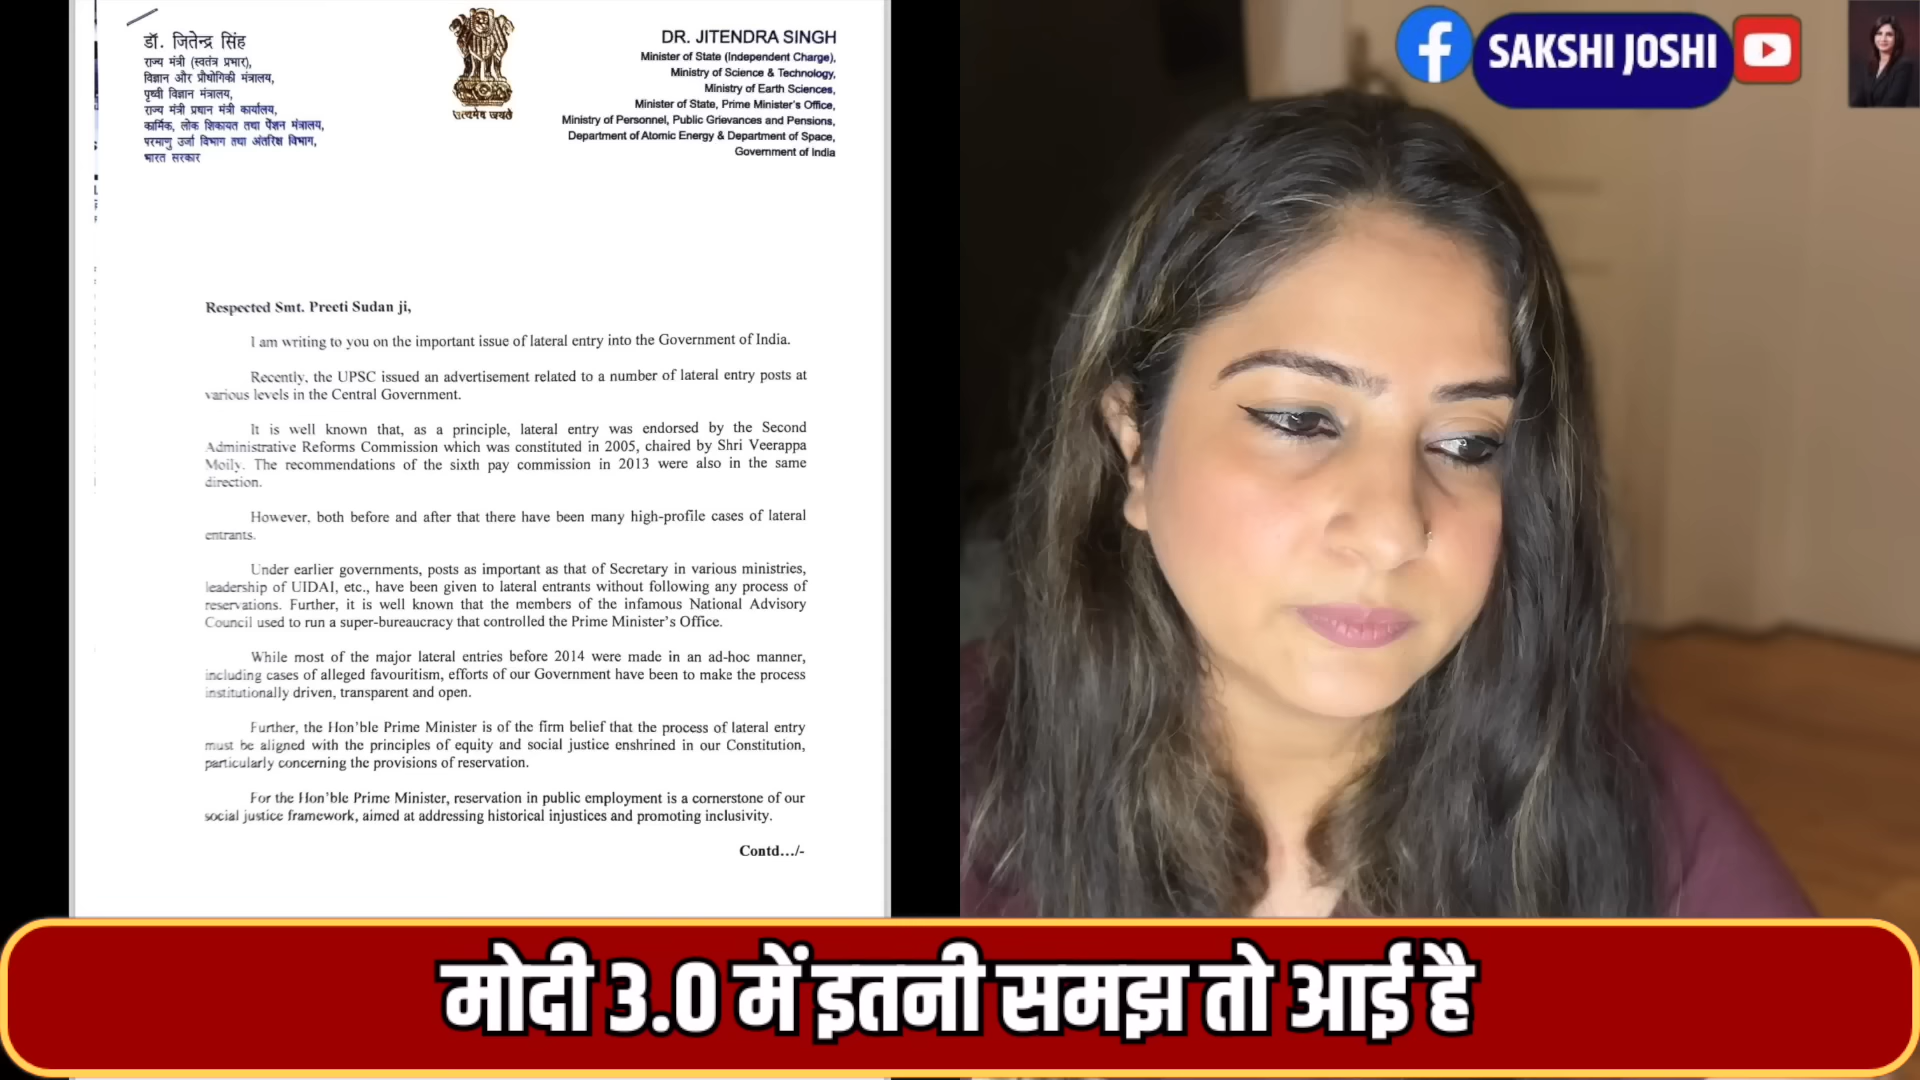 डॉ. जितेन्द्र सिंह
राज्य मंत्री (स्वतंत्र प्रभार),
विज्ञान और प्रौद्योगिकी मंत्रालय,
पृथ्वी विज्ञान मंत्रालय,
राज्य मंत्री प्रधान मंत्री कार्यालय,
कार्मिक, लोक शिकायत तथा पेंशन मंत्रालय,
परमाणु उर्जा विभाग तथा अंतरिक्ष विभाग,
भारत सरकार
सत्यमेव जयते
DR. JITENDRA SINGH
Minister of State (Independent Charge),
Ministry of Science & Technology,
Ministry of Earth Sciences,
Minister of State, Prime Minister's Office,
Ministry of Personnel, Public Grievances and Pensions,
Department of Atomic Energy & Department of Space,
Government of India
Respected Smt. Preeti Sudan ji,
I am writing to you on the important issue of lateral entry into the Government of India.
Recently, the UPSC issued an advertisement related to a number of lateral entry posts at
various levels in the Central Government.
It is well known that, as a principle, lateral entry was endorsed by the Second
Administrative Reforms Commission which was constituted in 2005, chaired by Shri Veerappa
Moily. The recommendations of the sixth pay commission in 2013 were also in the same
direction.
However, both before and after that there have been many high-profile cases of lateral
entrants.
Under earlier governments, posts as important as that of Secretary in various ministries,
leadership of UIDAI, etc., have been given to lateral entrants without following any process of
reservations. Further, it is well known that the members of the infamous National Advisory
Council used to run a super-bureaucracy that controlled the Prime Minister's Office.
While most of the major lateral entries before 2014 were made in an ad-hoc manner,
including cases of alleged favouritism, efforts of our Government have been to make the process
institutionally driven, transparent and open.
Further, the Hon'ble Prime Minister is of the firm belief that the process of lateral entry
must be aligned with the principles of equity and social justice enshrined in our Constitution,
particularly concerning the provisions of reservation.
For the Hon'ble Prime Minister, reservation in public employment is a cornerstone of our
social justice framework, aimed at addressing historical injustices and promoting inclusivity.
Contd.../-
SAKSHI JOSHI
मोदी 3.0 में इतनी समझ तो आई है